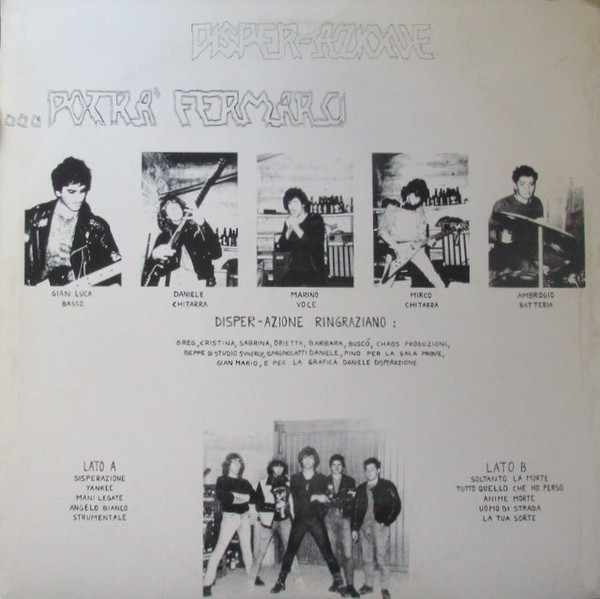 DISPER-AZIONE
...POTRA' FERMARCI
GIAN LUCA
BASSO
DANIELE
CHITARRA
MARINO
VOCE
MIRCO
CHITARRA
AMBROGIO
BATTERIA
DISPER-AZIONE RINGRAZIANO:
GREG, CRISTINA, SABRINA, ORIETTA, BARBARA, BUSCÓ, CHAOS PRODUZIONI,
BEPPE DI STUDIO SYNERGY, SPAGNOLATTI DANIELE, PINO PER LA SALA PROVE,
GIAN MARIO, E PER LA GRAFICA DANIELE DISPERAZIONE
LATO A
DISPERAZIONE
YANKEE
MANI LEGATE
ANGELO BIANCO
STRUMENTALE
LATO B
SOLTANTO LA MORTE
TUTTO QUELLO CHE HO PERSO
ANIME MORTE
UOMO DI STRADA
LA TUA SORTE